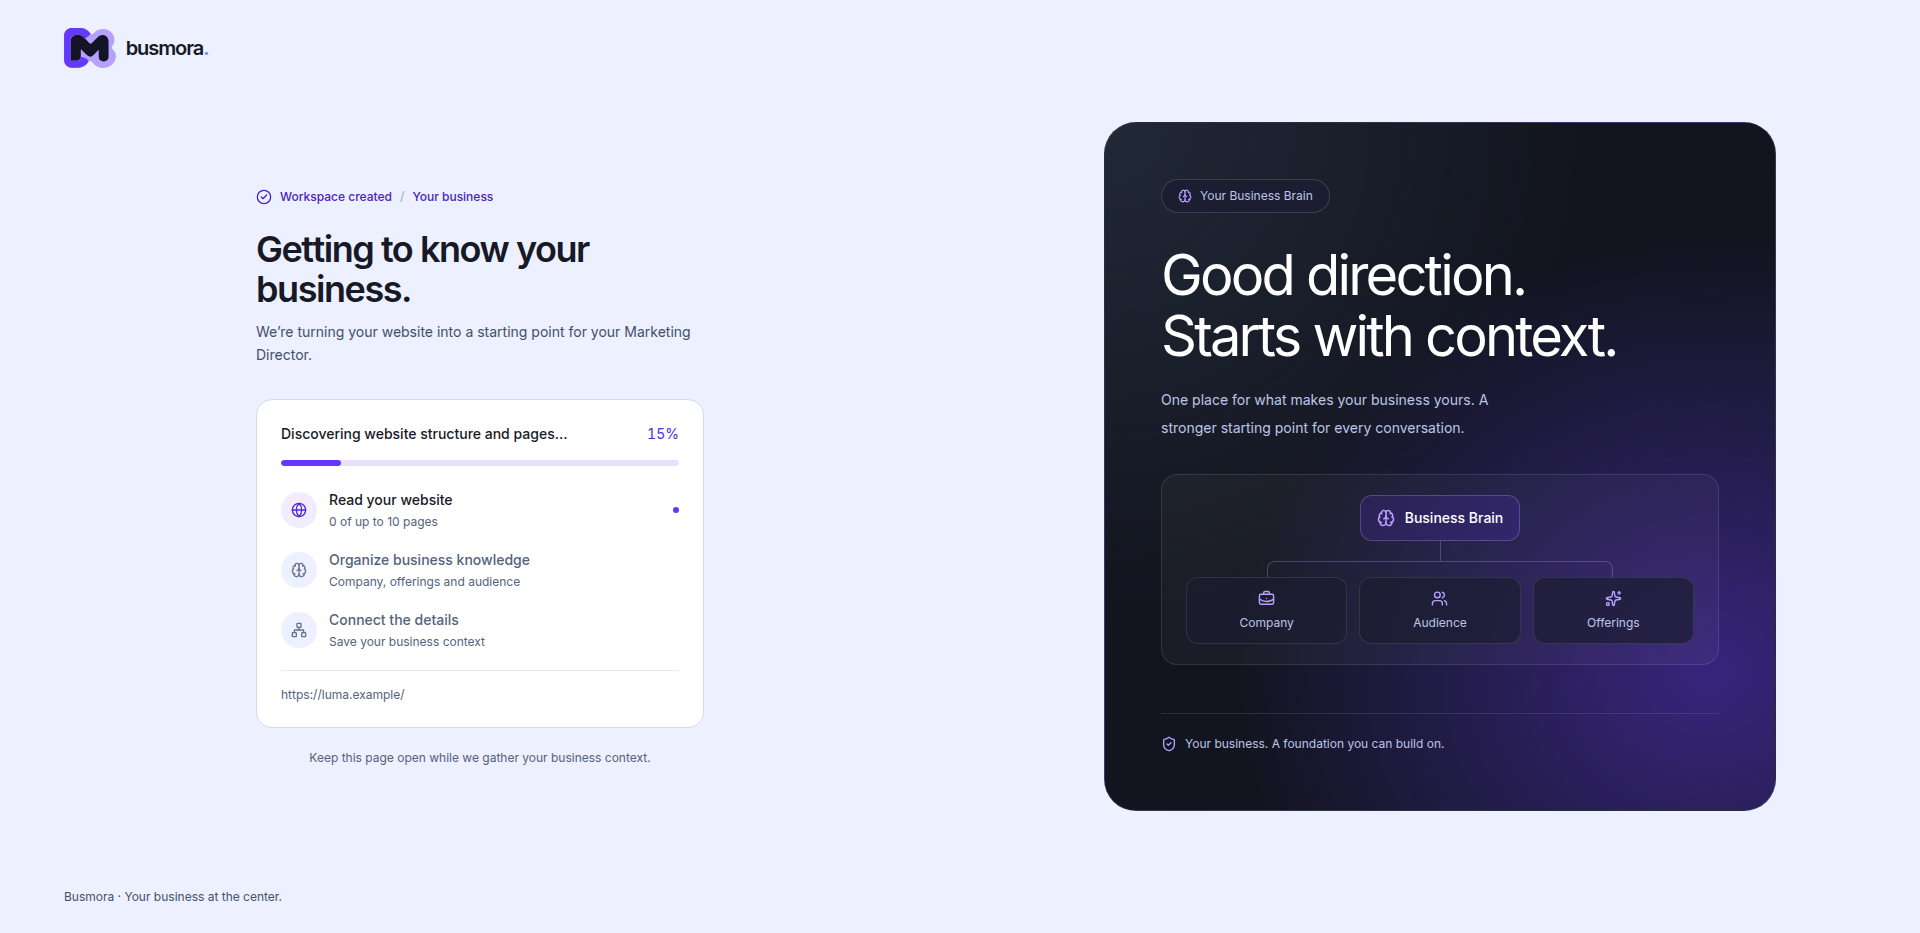 busmora.
Workspace created / Your business
Getting to know your
business.
We’re turning your website into a starting point for your Marketing
Director.
Discovering website structure and pages... 15%
Read your website
0 of up to 10 pages
Organize business knowledge
Company, offerings and audience
Connect the details
Save your business context
https://luma.example/
Keep this page open while we gather your business context.
Busmora · Your business at the center.
Your Business Brain
Good direction.
Starts with context.
One place for what makes your business yours. A
stronger starting point for every conversation.
Business Brain
Company Audience Offerings
Your business. A foundation you can build on.